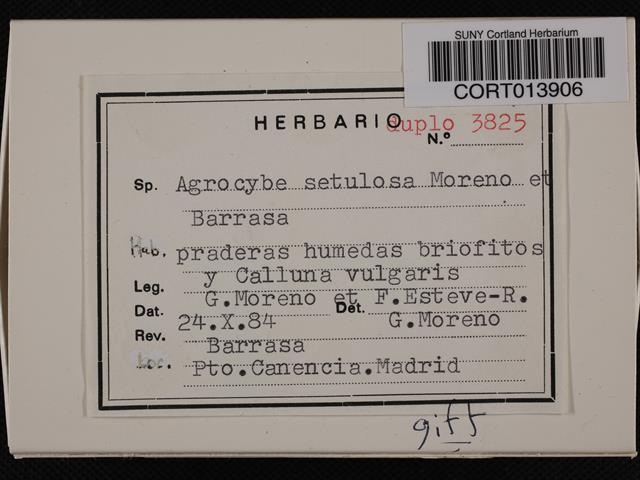 SUNY Cortland Herbarium
CORT013906
HERBARIO duplo 3825
N.º
Sp. Agrocybe setulosa Moreno et
Barrasa
Hab. praderas humedas briofitos
y Calluna vulgaris
Leg. G.Moreno et F.Esteve-R.
Dat. 24.X.84 Det. G.Moreno
Rev. Barrasa
Loc. Pto.Canencia.Madrid
gift